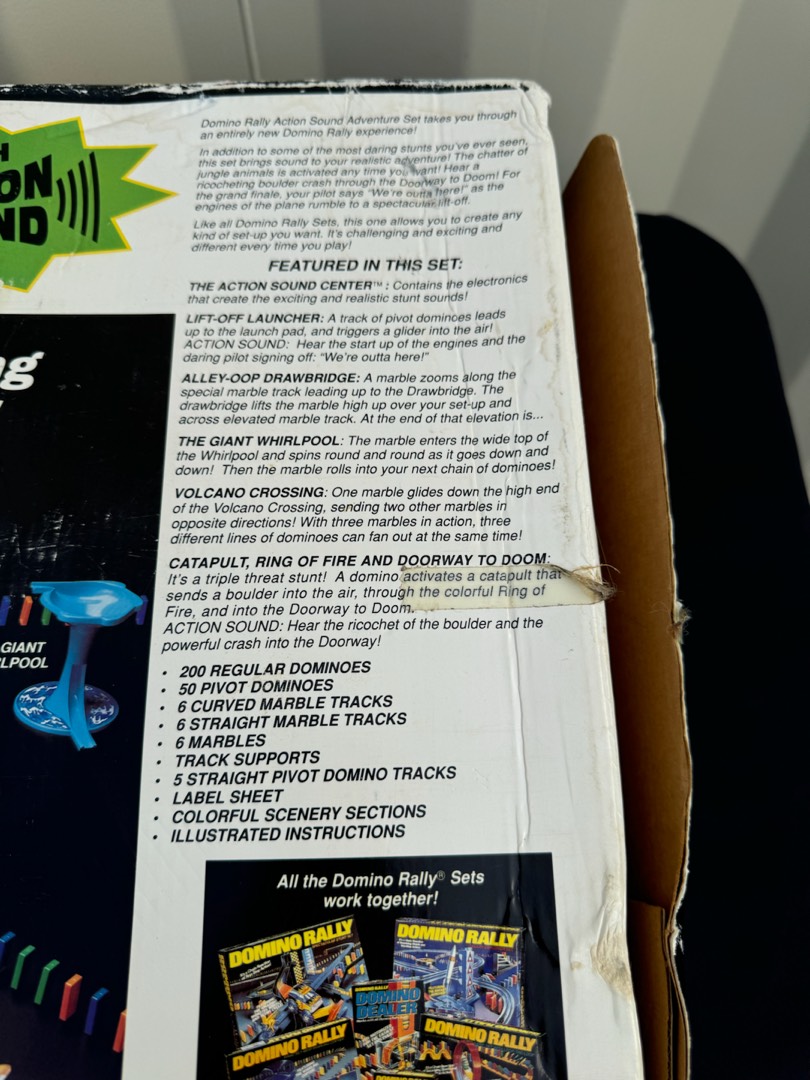 H
ON
ND
Domino Rally Action Sound Adventure Set takes you through
an entirely new Domino Rally experience!
In addition to some of the most daring stunts you've ever seen,
this set brings sound to your realistic adventure! The chatter of
jungle animals is activated any time you want! Hear a
ricocheting boulder crash through the Doorway to Doom! For
the grand finale, your pilot says "We're outta here!" as the
engines of the plane rumble to a spectacular lift-off.
Like all Domino Rally Sets, this one allows you to create any
kind of set-up you want. It's challenging and exciting and
different every time you play!
FEATURED IN THIS SET:
THE ACTION SOUND CENTER™ : Contains the electronics
that create the exciting and realistic stunt sounds!
LIFT-OFF LAUNCHER: A track of pivot dominoes leads
up to the launch pad, and triggers a glider into the air!
ACTION SOUND: Hear the start up of the engines and the
daring pilot signing off: "We're outta here!"
ALLEY-OOP DRAWBRIDGE: A marble zooms along the
special marble track leading up to the Drawbridge. The
drawbridge lifts the marble high up over your set-up and
across elevated marble track. At the end of that elevation is...
THE GIANT WHIRLPOOL: The marble enters the wide top of
the Whirlpool and spins round and round as it goes down and
down! Then the marble rolls into your next chain of dominoes!
VOLCANO CROSSING: One marble glides down the high end
of the Volcano Crossing, sending two other marbles in
opposite directions! With three marbles in action, three
different lines of dominoes can fan out at the same time!
CATAPULT, RING OF FIRE AND DOORWAY TO DOOM:
It's a triple threat stunt! A domino activates a catapult that
sends a boulder into the air, through the colorful Ring of
Fire, and into the Doorway to Doom.
ACTION SOUND: Hear the ricochet of the boulder and the
powerful crash into the Doorway!
• 200 REGULAR DOMINOES
• 50 PIVOT DOMINOES
• 6 CURVED MARBLE TRACKS
• 6 STRAIGHT MARBLE TRACKS
• 6 MARBLES
• TRACK SUPPORTS
• 5 STRAIGHT PIVOT DOMINO TRACKS
• LABEL SHEET
• COLORFUL SCENERY SECTIONS
• ILLUSTRATED INSTRUCTIONS
ng
GIANT
LPOOL
All the Domino Rally® Sets
work together!
DOMINO RALLY
DOMINO RALLY
DOMINO RALLY
DOMINO
DEALER
DOMINO RALLY
DOMINO RALLY